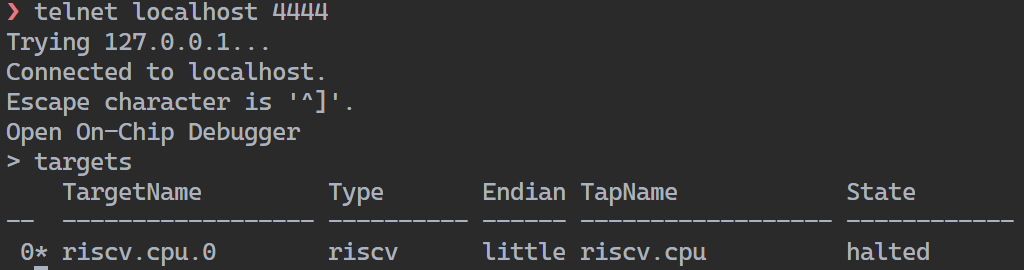 ❯ telnet localhost 4444
Trying 127.0.0.1...
Connected to localhost.
Escape character is '^]'.
Open On-Chip Debugger
> targets
    TargetName         Type       Endian TapName            State
--  ------------------ ---------- ------ ------------------ ------------
 0* riscv.cpu.0        riscv      little riscv.cpu          halted